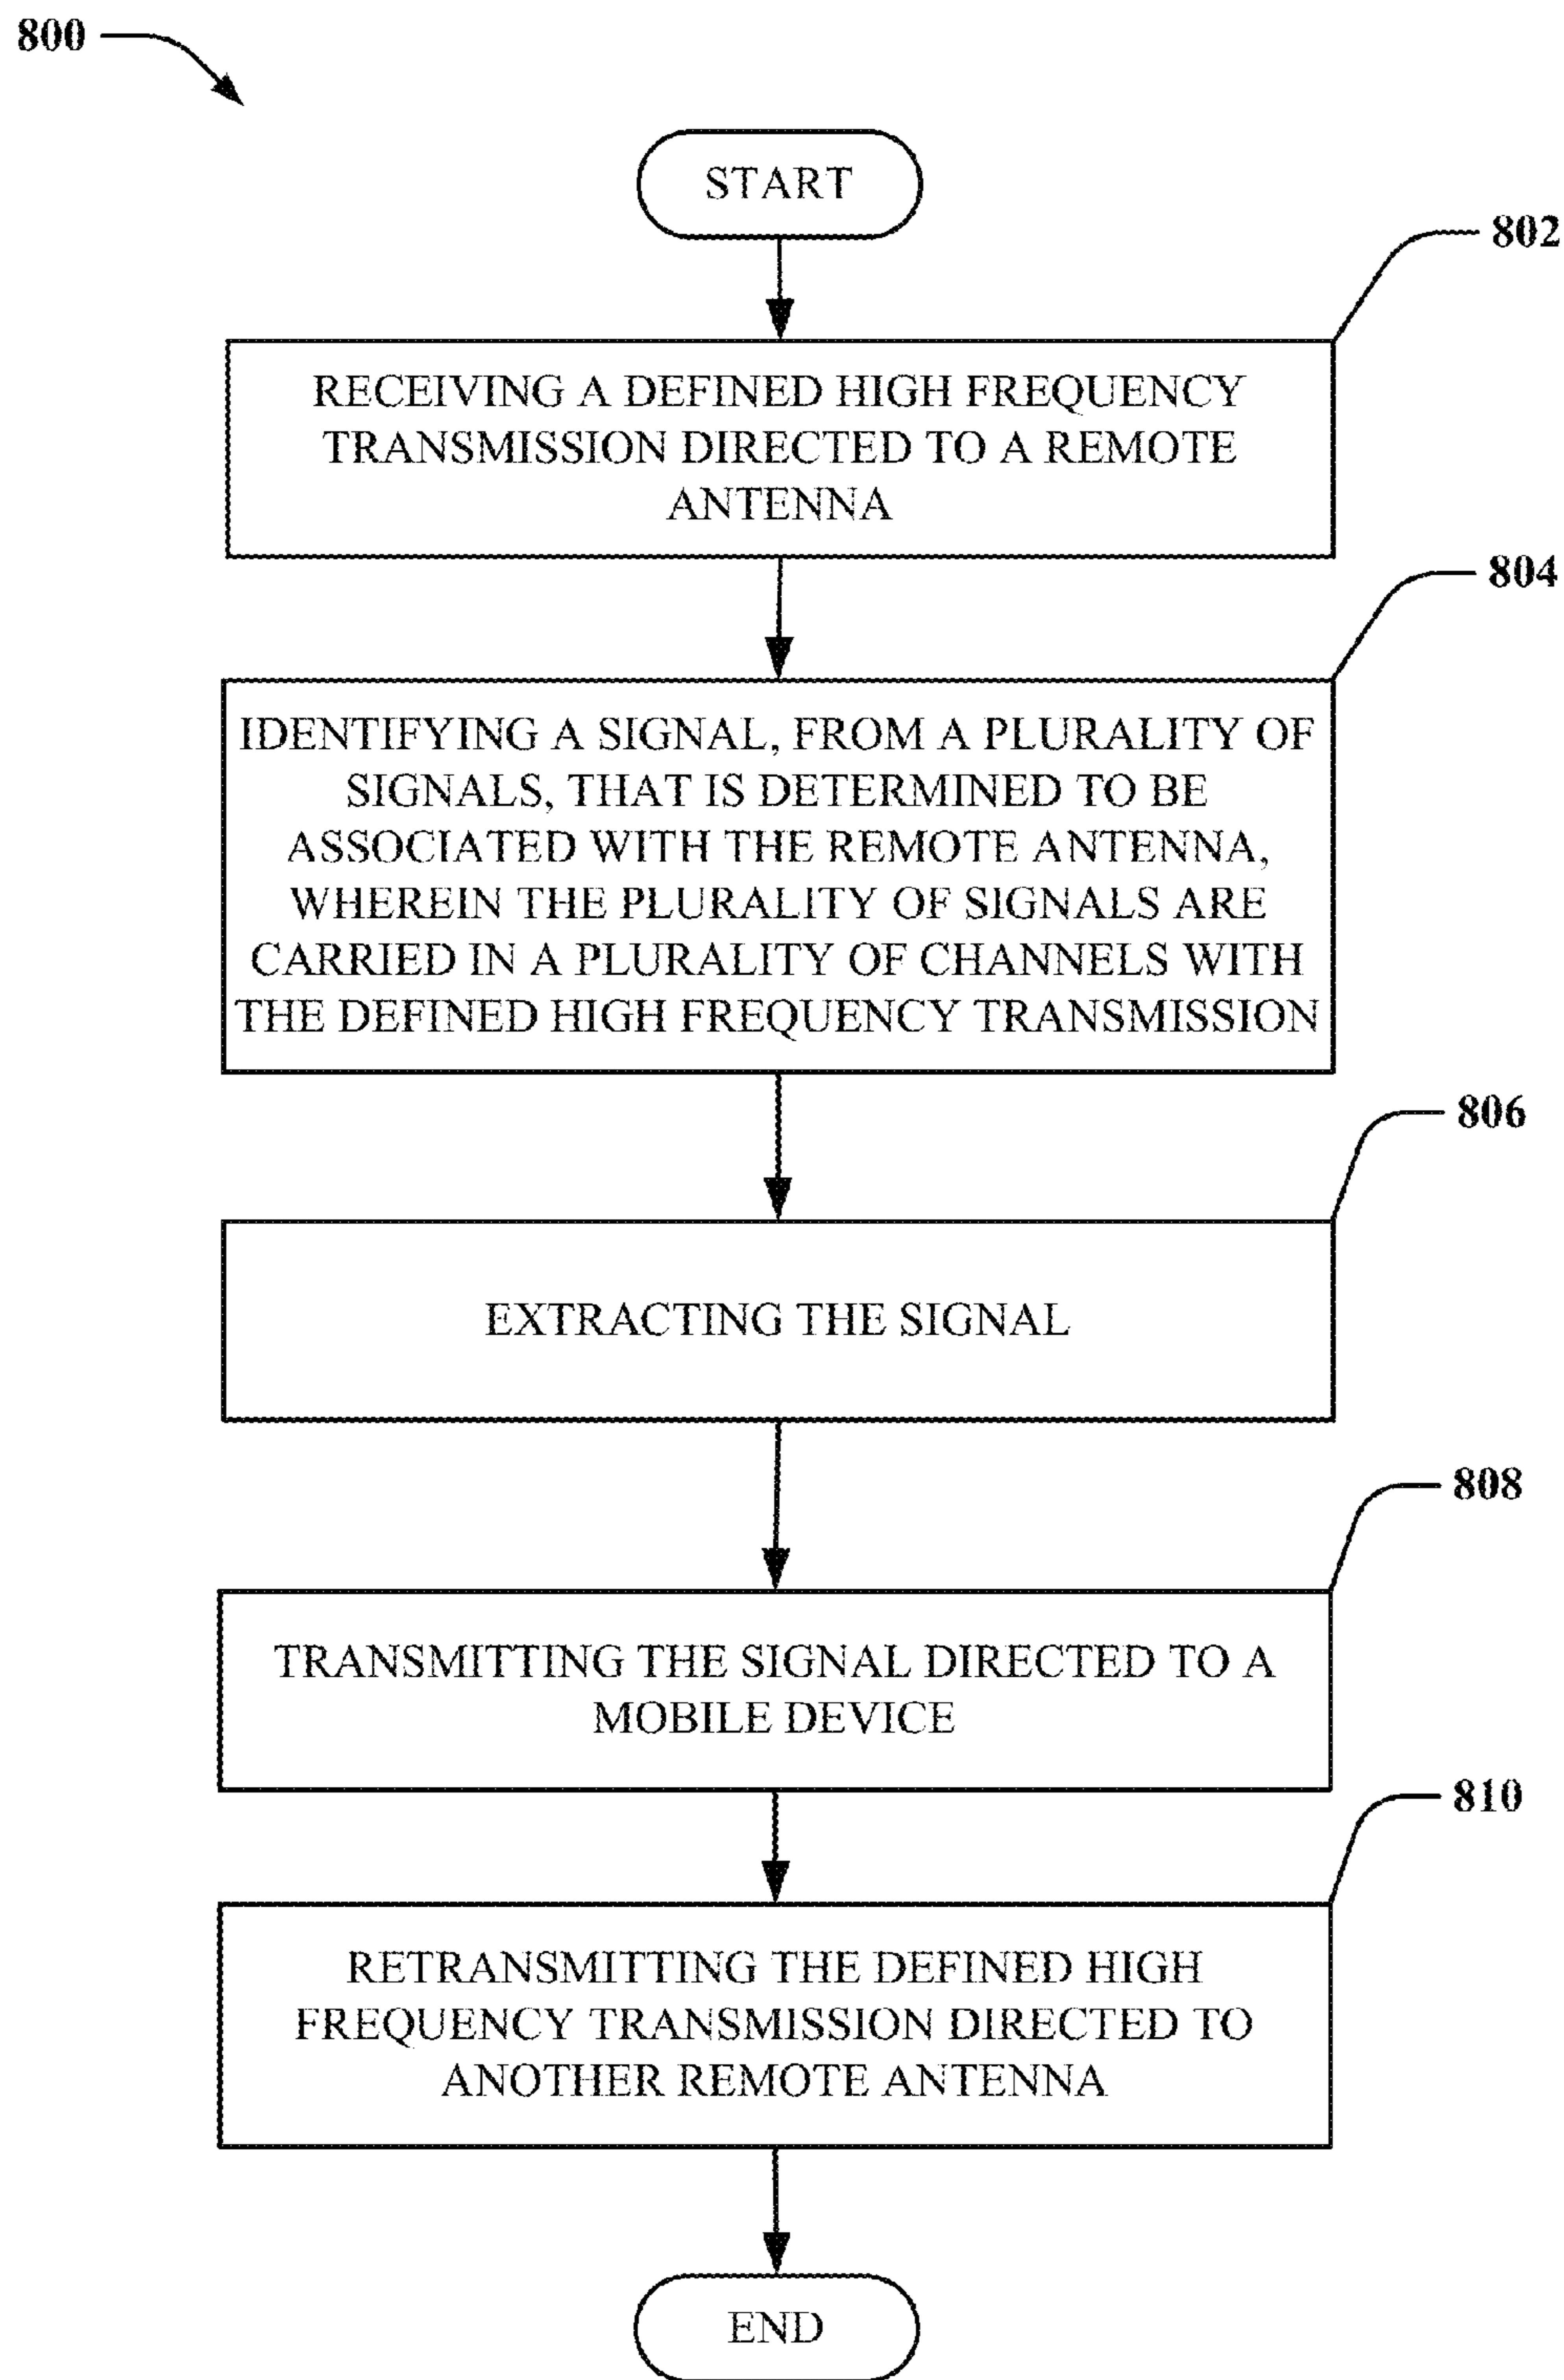 800
START
802
RECEIVING A DEFINED HIGH FREQUENCY
TRANSMISSION DIRECTED TO A REMOTE
ANTENNA
804
IDENTIFYING A SIGNAL, FROM A PLURALITY OF
SIGNALS, THAT IS DETERMINED TO BE
ASSOCIATED WITH THE REMOTE ANTENNA,
WHEREIN THE PLURALITY OF SIGNALS ARE
CARRIED IN A PLURALITY OF CHANNELS WITH
THE DEFINED HIGH FREQUENCY TRANSMISSION
806
EXTRACTING THE SIGNAL
808
TRANSMITTING THE SIGNAL DIRECTED TO A
MOBILE DEVICE
810
RETRANSMITTING THE DEFINED HIGH
FREQUENCY TRANSMISSION DIRECTED TO
ANOTHER REMOTE ANTENNA
END